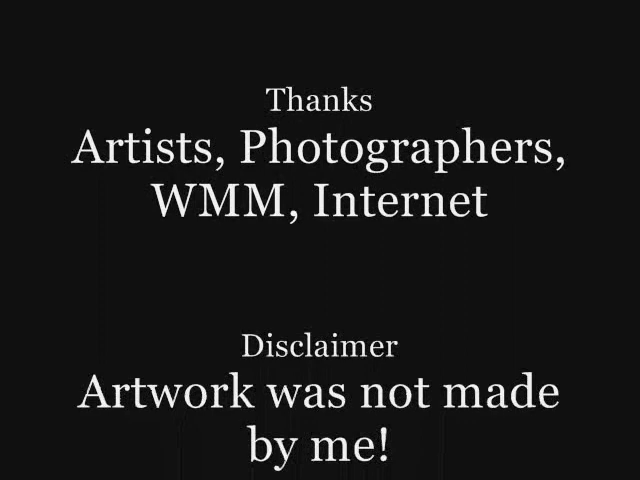 Thanks
Artists, Photographers,
WMM, Internet
Disclaimer
Artwork was not made
by me!